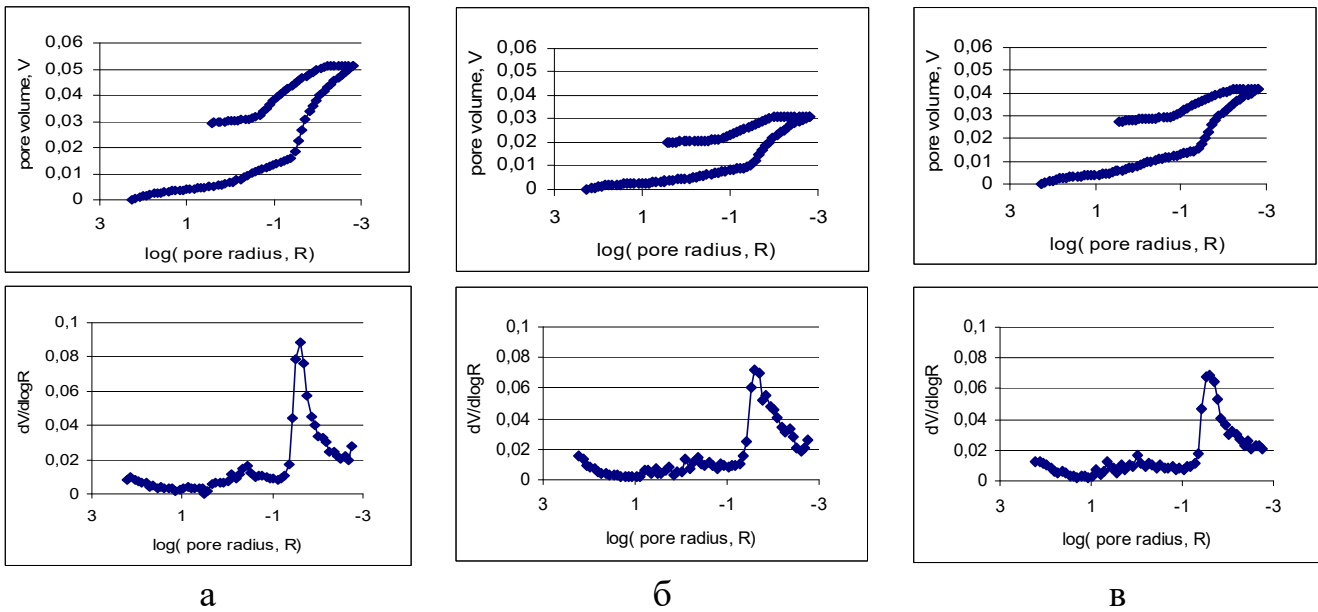 pore volume, V
0,06
0,05
0,04
0,03
0,02
0,01
0
3 1 -1 -3
log( pore radius, R)
pore volume, V
0,06
0,05
0,04
0,03
0,02
0,01
0
3 1 -1 -3
log( pore radius, R)
pore volume, V
0,06
0,05
0,04
0,03
0,02
0,01
0
3 1 -1 -3
log( pore radius, R)
dV/dlogR
0,1
0,08
0,06
0,04
0,02
0
3 1 -1 -3
log( pore radius, R)
dV/dlogR
0,1
0,08
0,06
0,04
0,02
0
3 1 -1 -3
log( pore radius, R)
dV/dlogR
0,1
0,08
0,06
0,04
0,02
0
3 1 -1 -3
log( pore radius, R)
а б в